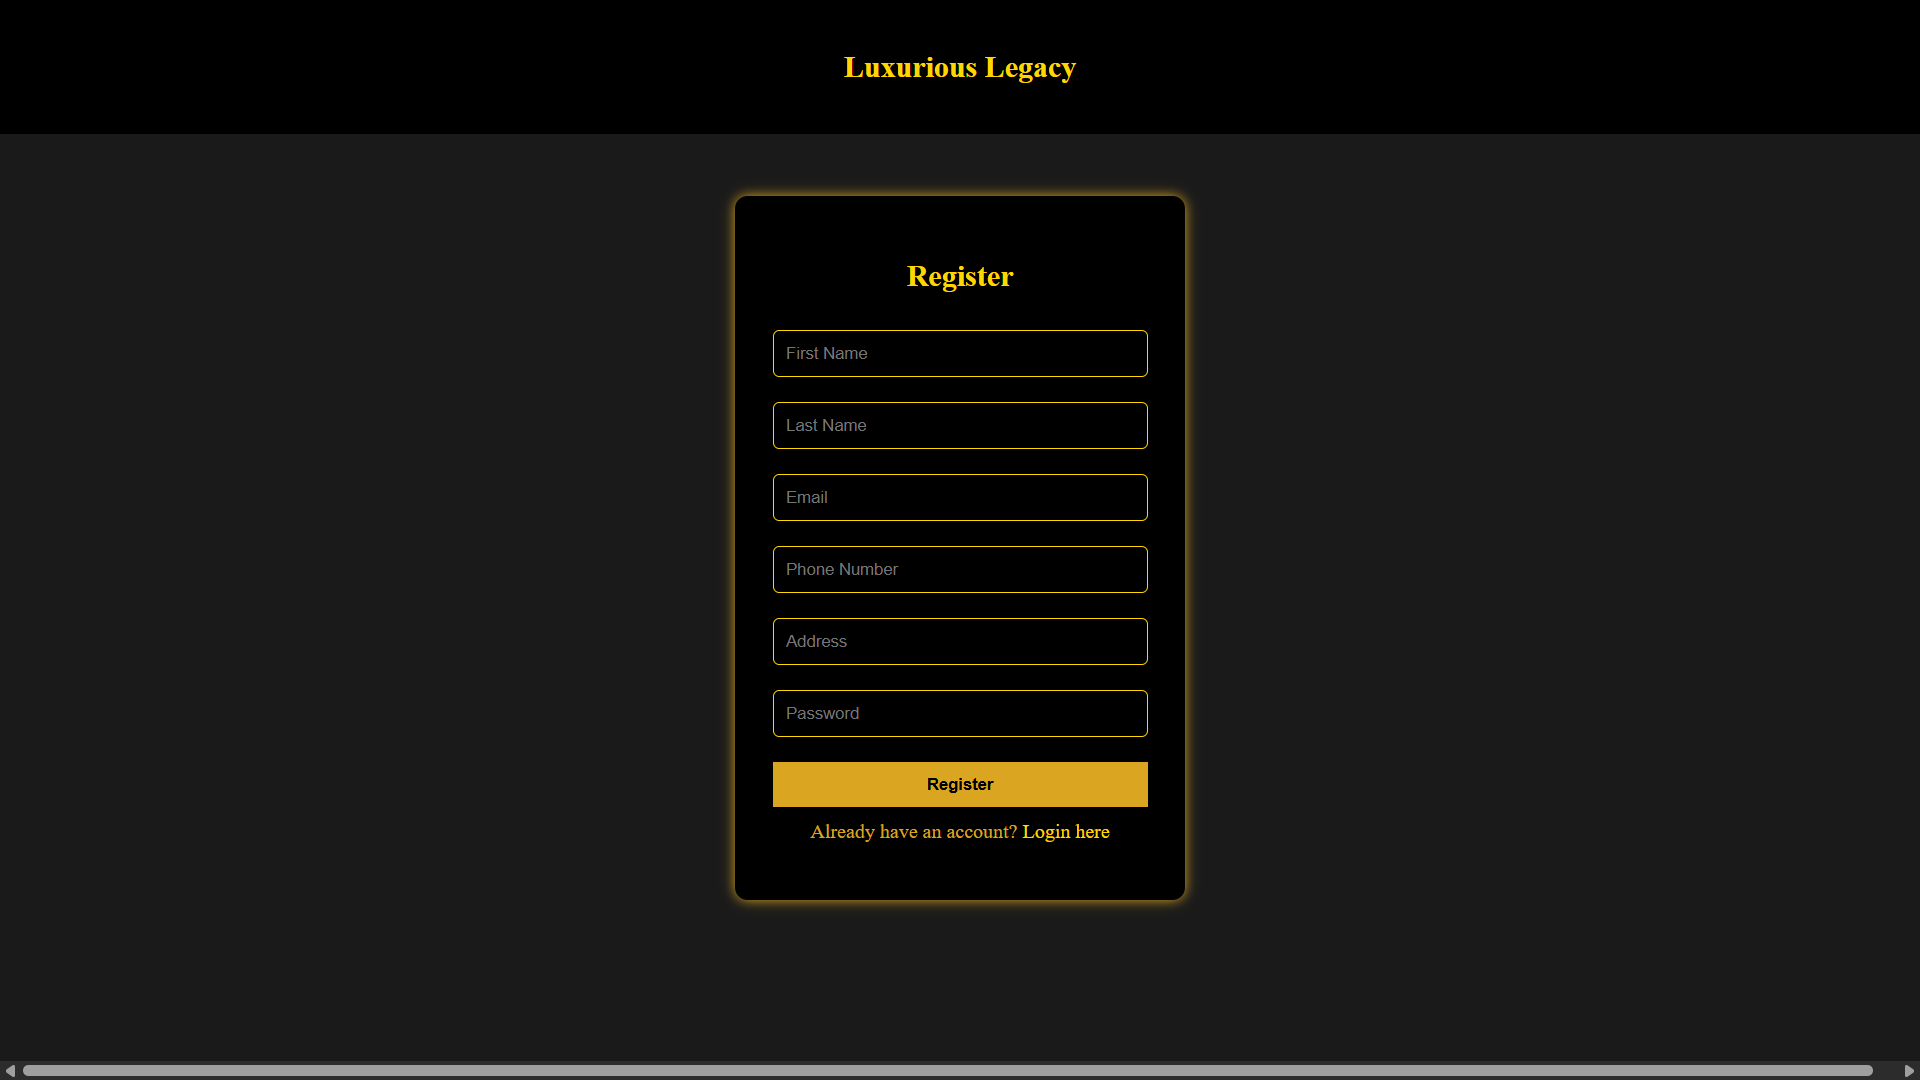 Luxurious Legacy
Register
First Name
Last Name
Email
Phone Number
Address
Password
Register
Already have an account? Login here